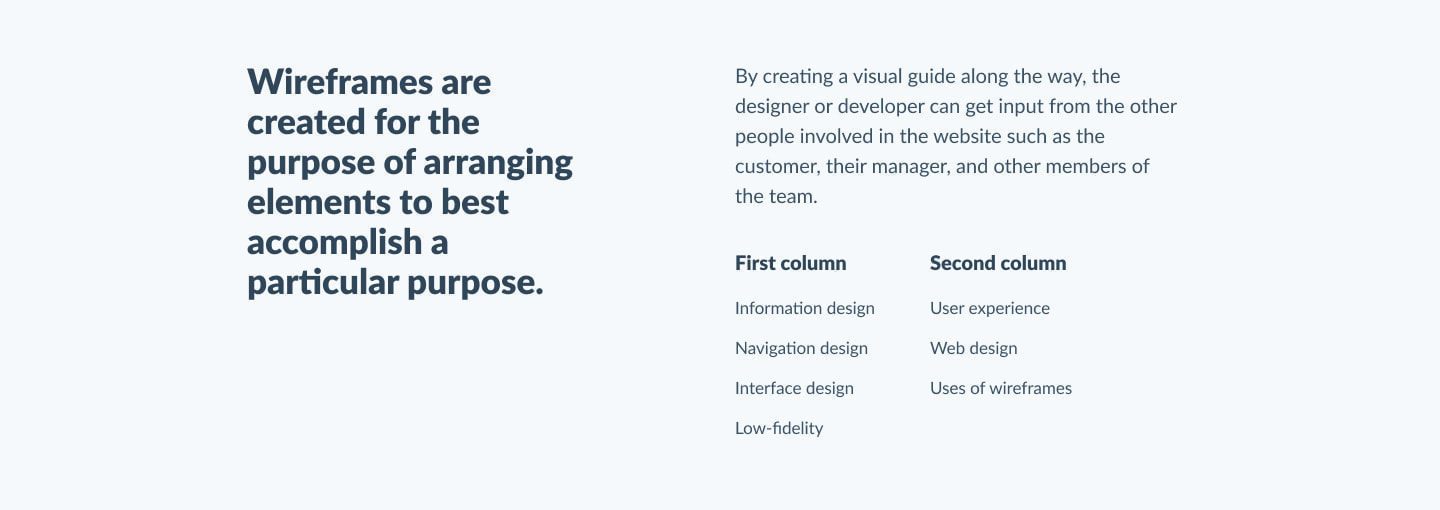 Wireframes are
created for the
purpose of arranging
elements to best
accomplish a
particular purpose.
By creating a visual guide along the way, the
designer or developer can get input from the other
people involved in the website such as the
customer, their manager, and other members of
the team.
First column
Information design
Navigation design
Interface design
Low-fidelity
Second column
User experience
Web design
Uses of wireframes